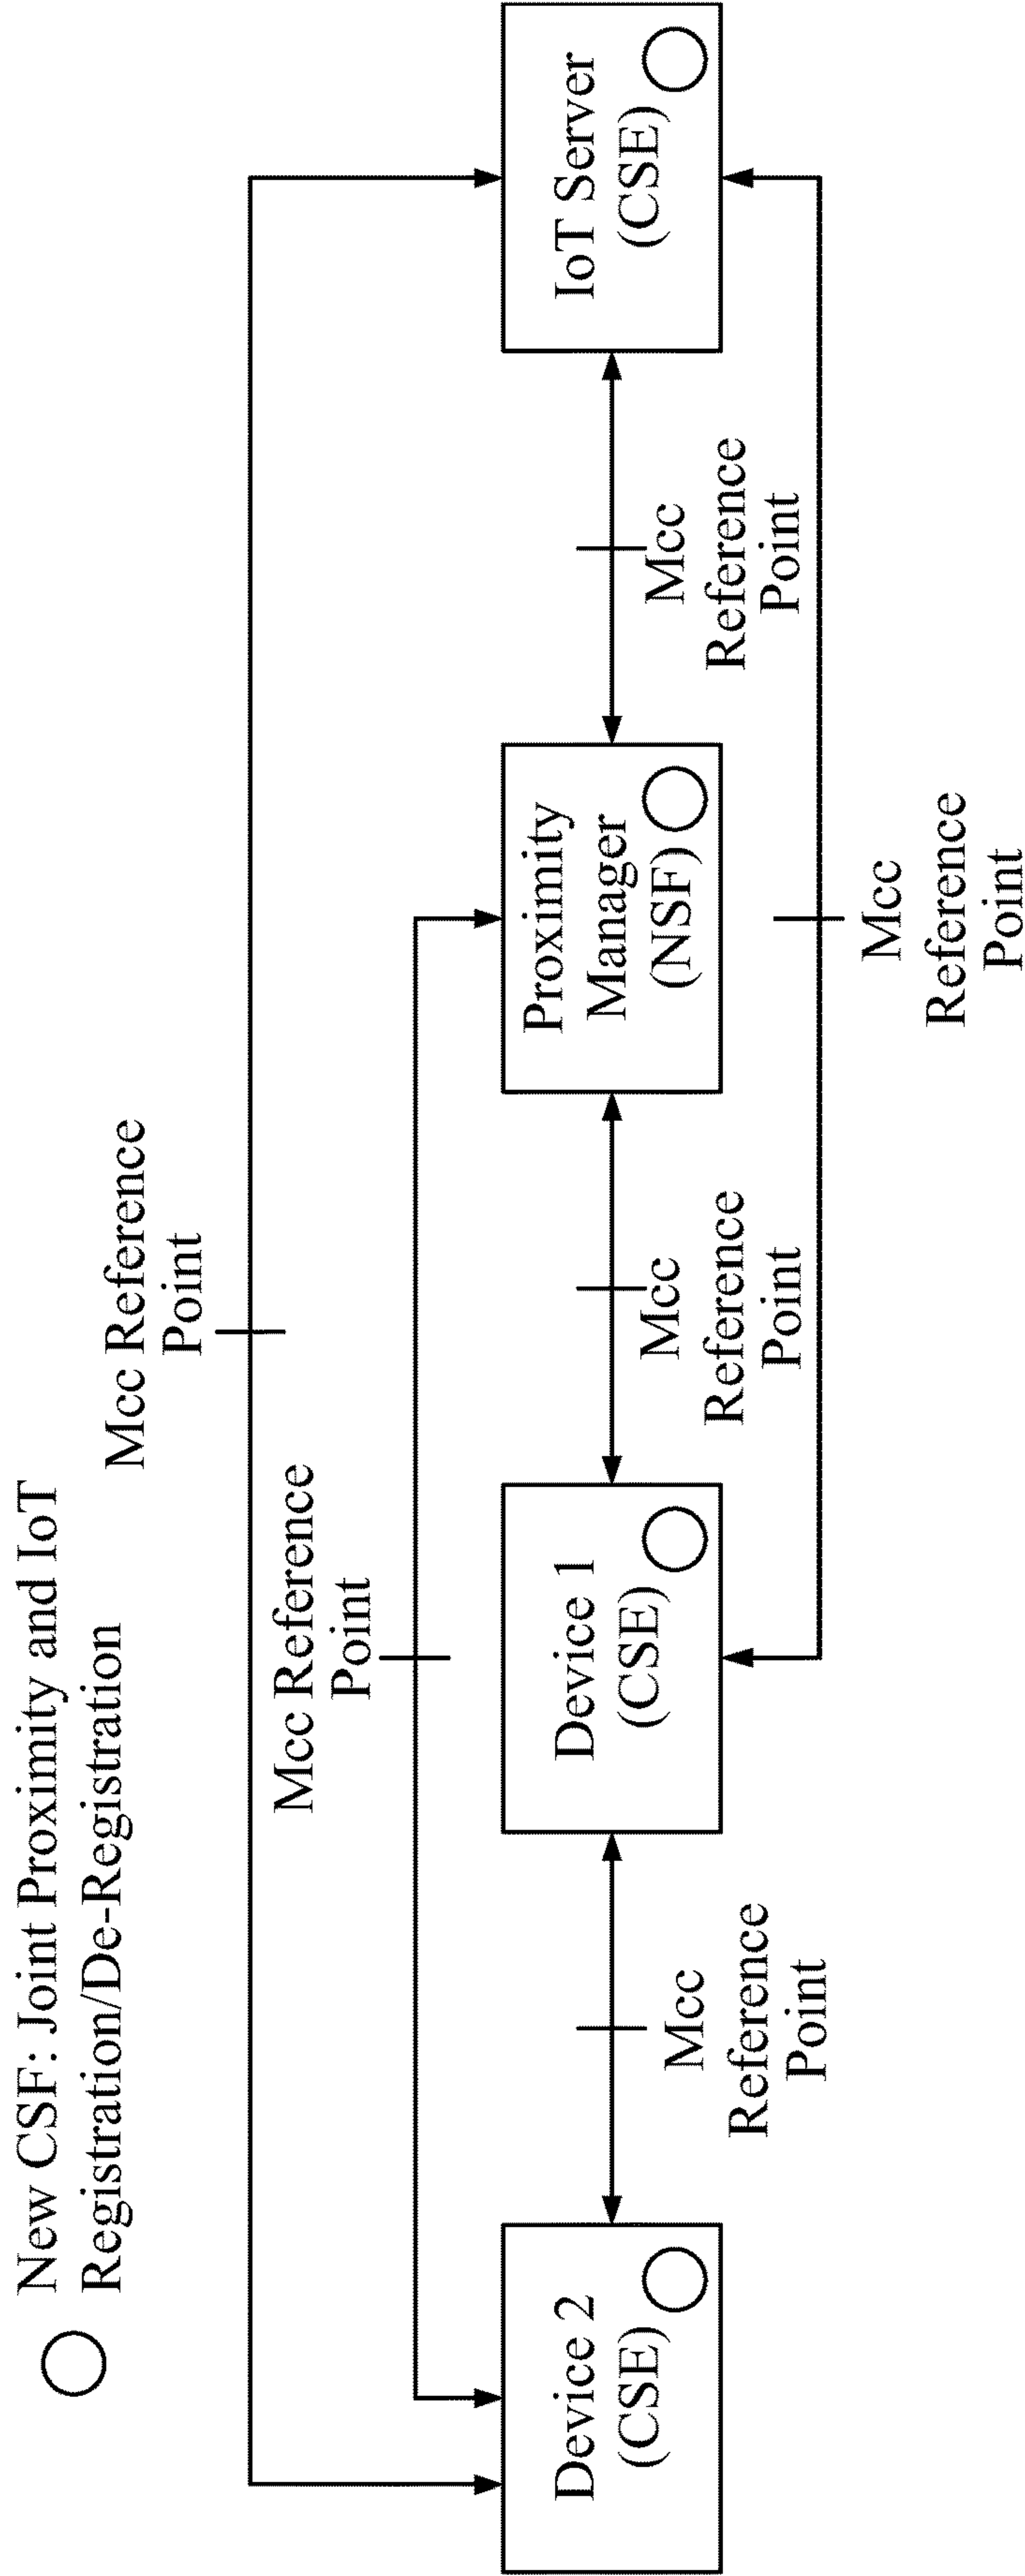 New CSF: Joint Proximity and IoT
Registration/De-Registration
Mcc Reference
Point
Mcc Reference
Point
Device 2
(CSE)
Mcc
Reference
Point
Device 1
(CSE)
Mcc
Reference
Point
Proximity
Manager
(NSF)
Mcc
Reference
Point
IoT Server
(CSE)
Mcc
Reference
Point